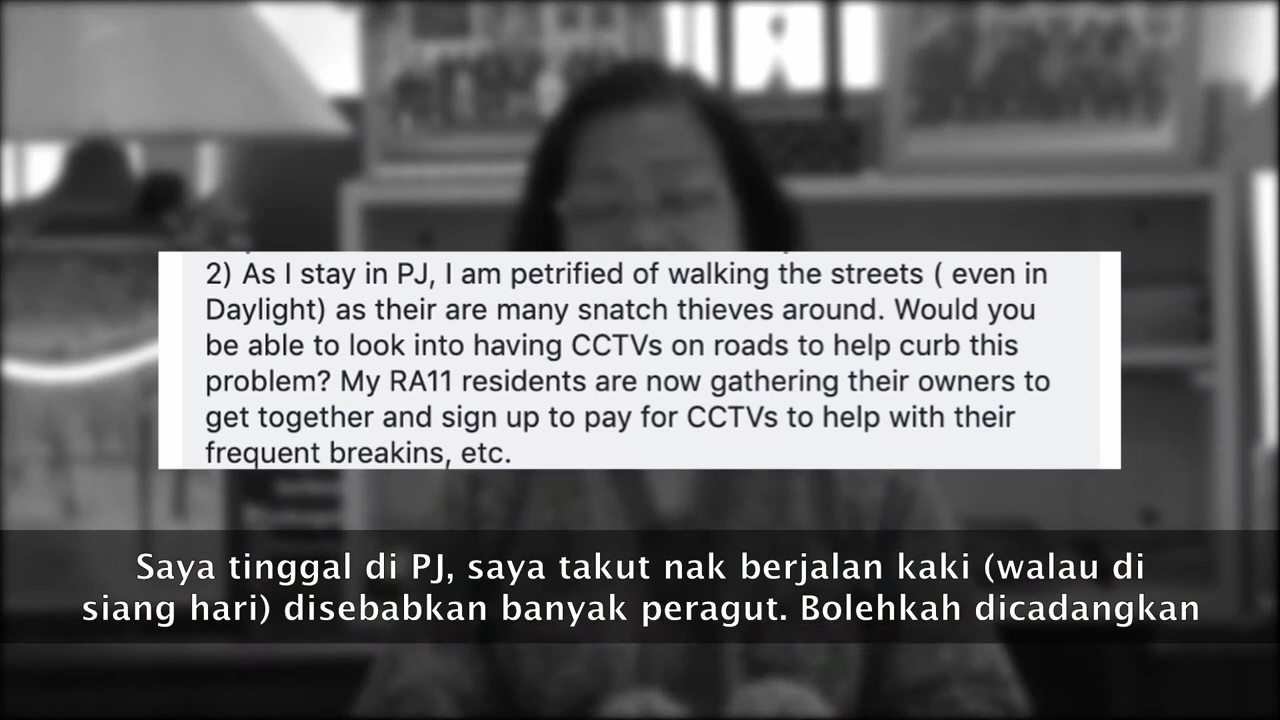 2) As I stay in PJ, I am petrified of walking the streets ( even in
Daylight) as their are many snatch thieves around. Would you
be able to look into having CCTVs on roads to help curb this
problem? My RA11 residents are now gathering their owners to
get together and sign up to pay for CCTVs to help with their
frequent breakins, etc.
Saya tinggal di PJ, saya takut nak berjalan kaki (walau di
siang hari) disebabkan banyak peragut. Bolehkah dicadangkan